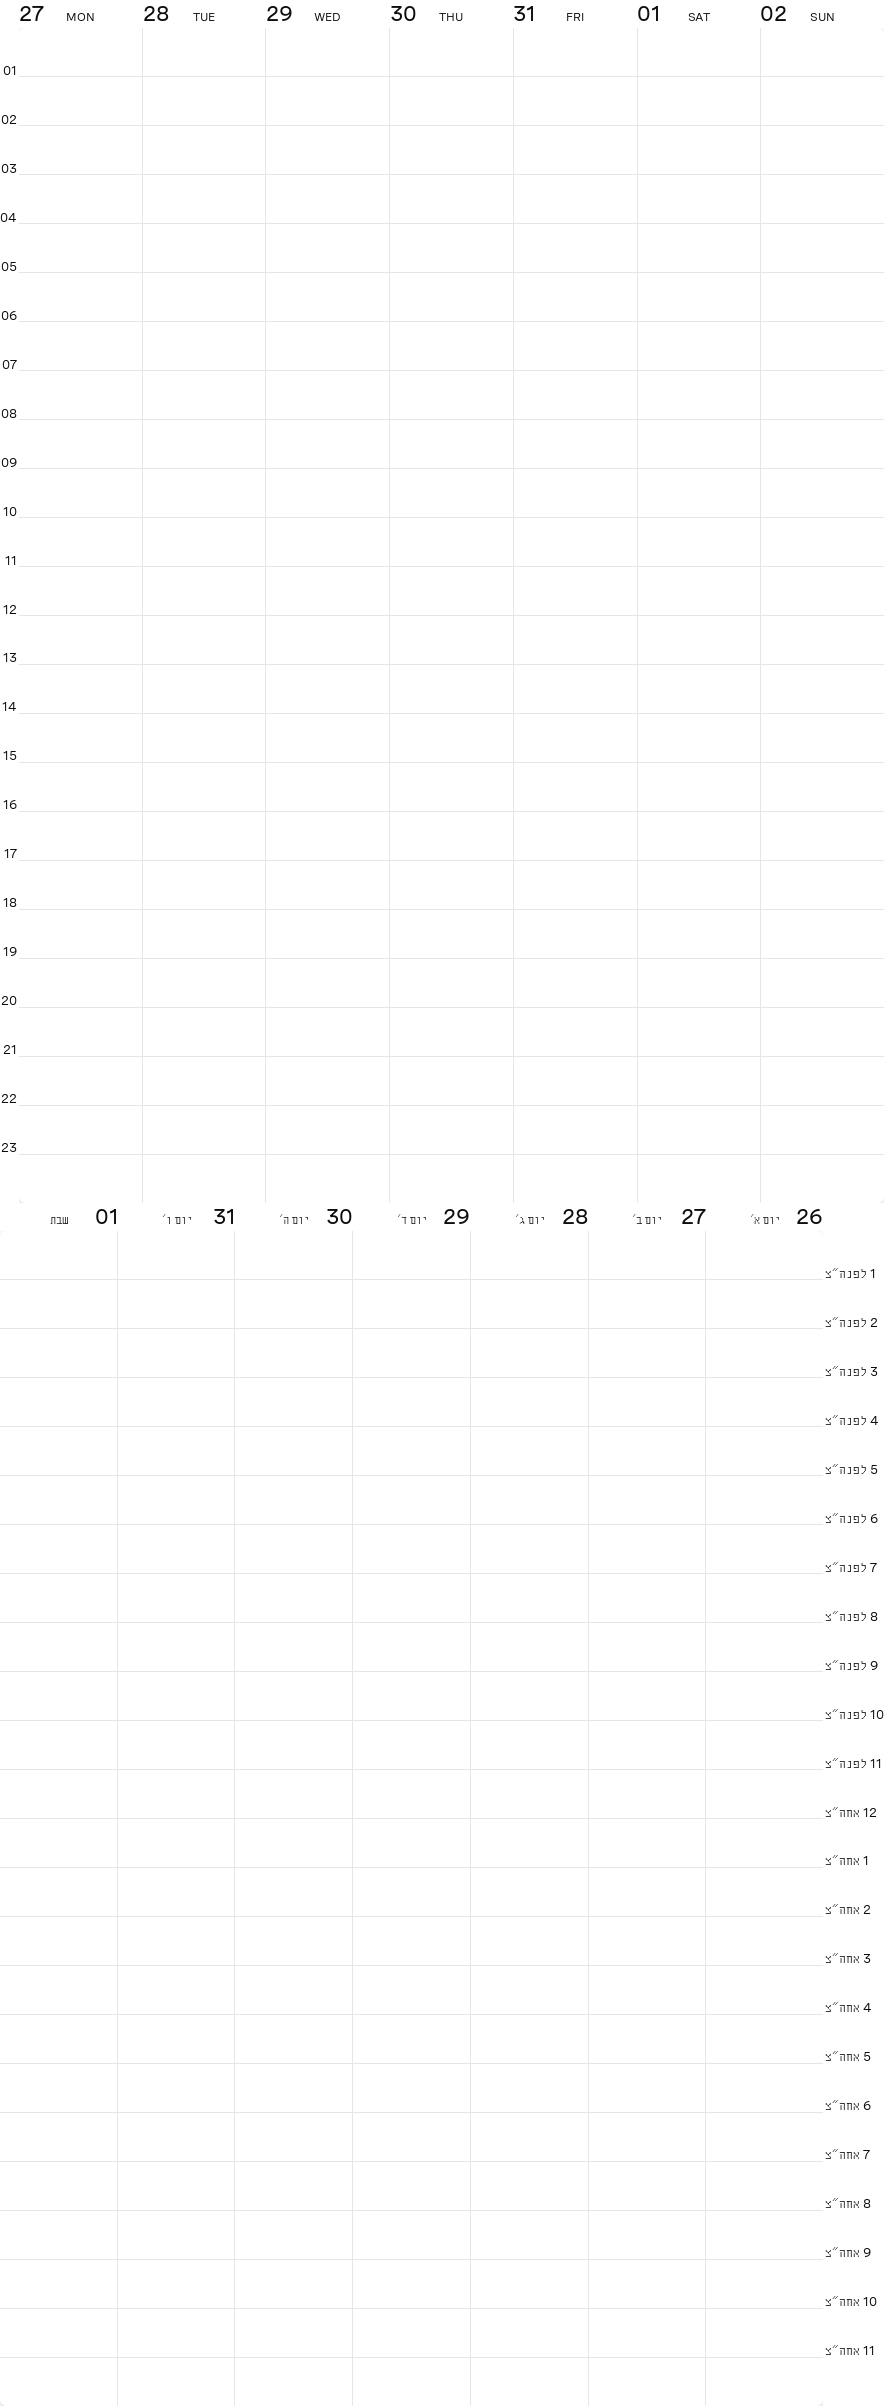 27 MON 28 TUE 29 WED 30 THU 31 FRI 01 SAT 02 SUN
01
02
03
04
05
06
07
08
09
10
11
12
13
14
15
16
17
18
19
20
21
22
23
26 יום א׳ 27 יום ב׳ 28 יום ג׳ 29 יום ד׳ 30 יום ה׳ 31 יום ו׳ 01 שבת
1 לפנה״צ
2 לפנה״צ
3 לפנה״צ
4 לפנה״צ
5 לפנה״צ
6 לפנה״צ
7 לפנה״צ
8 לפנה״צ
9 לפנה״צ
10 לפנה״צ
11 לפנה״צ
12 אחה״צ
1 אחה״צ
2 אחה״צ
3 אחה״צ
4 אחה״צ
5 אחה״צ
6 אחה״צ
7 אחה״צ
8 אחה״צ
9 אחה״צ
10 אחה״צ
11 אחה״צ